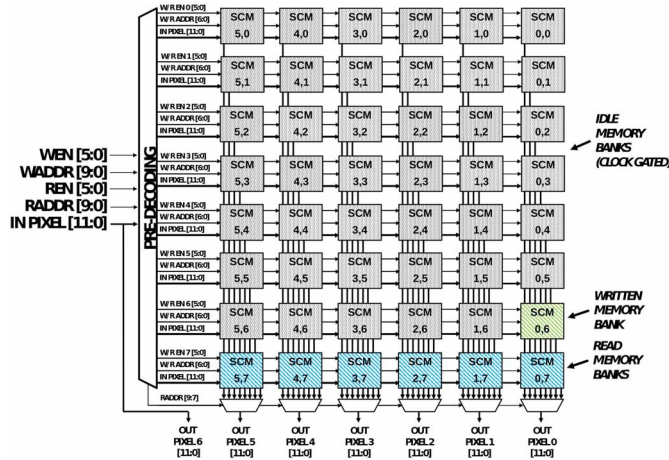 W/R EN 0 [5:0]
W/R ADDR [6:0]
IN PIXEL [11:0]
SCM 5,0
SCM 4,0
SCM 3,0
SCM 2,0
SCM 1,0
SCM 0,0
W/R EN 1 [5:0]
W/R ADDR [6:0]
IN PIXEL [11:0]
SCM 5,1
SCM 4,1
SCM 3,1
SCM 2,1
SCM 1,1
SCM 0,1
W/R EN 2 [5:0]
W/R ADDR [6:0]
IN PIXEL [11:0]
SCM 5,2
SCM 4,2
SCM 3,2
SCM 2,2
SCM 1,2
SCM 0,2
IDLE
MEMORY
BANKS
(CLOCK GATED)
WEN [5:0]
WADDR [9:0]
REN [5:0]
RADDR [9:0]
IN PIXEL [11:0]
PRE-DECODING
W/R EN 3 [5:0]
W/R ADDR [6:0]
IN PIXEL [11:0]
SCM 5,3
SCM 4,3
SCM 3,3
SCM 2,3
SCM 1,3
SCM 0,3
W/R EN 4 [5:0]
W/R ADDR [6:0]
IN PIXEL [11:0]
SCM 5,4
SCM 4,4
SCM 3,4
SCM 2,4
SCM 1,4
SCM 0,4
W/R EN 5 [5:0]
W/R ADDR [6:0]
IN PIXEL [11:0]
SCM 5,5
SCM 4,5
SCM 3,5
SCM 2,5
SCM 1,5
SCM 0,5
W/R EN 6 [5:0]
W/R ADDR [6:0]
IN PIXEL [11:0]
SCM 5,6
SCM 4,6
SCM 3,6
SCM 2,6
SCM 1,6
SCM 0,6
WRITTEN
MEMORY
BANK
W/R EN 7 [5:0]
W/R ADDR [6:0]
IN PIXEL [11:0]
SCM 5,7
SCM 4,7
SCM 3,7
SCM 2,7
SCM 1,7
SCM 0,7
READ
MEMORY
BANKS
RADDR [9:7]
OUT
PIXEL 6
[11:0]
OUT
PIXEL 5
[11:0]
OUT
PIXEL 4
[11:0]
OUT
PIXEL 3
[11:0]
OUT
PIXEL 2
[11:0]
OUT
PIXEL 1
[11:0]
OUT
PIXEL 0
[11:0]